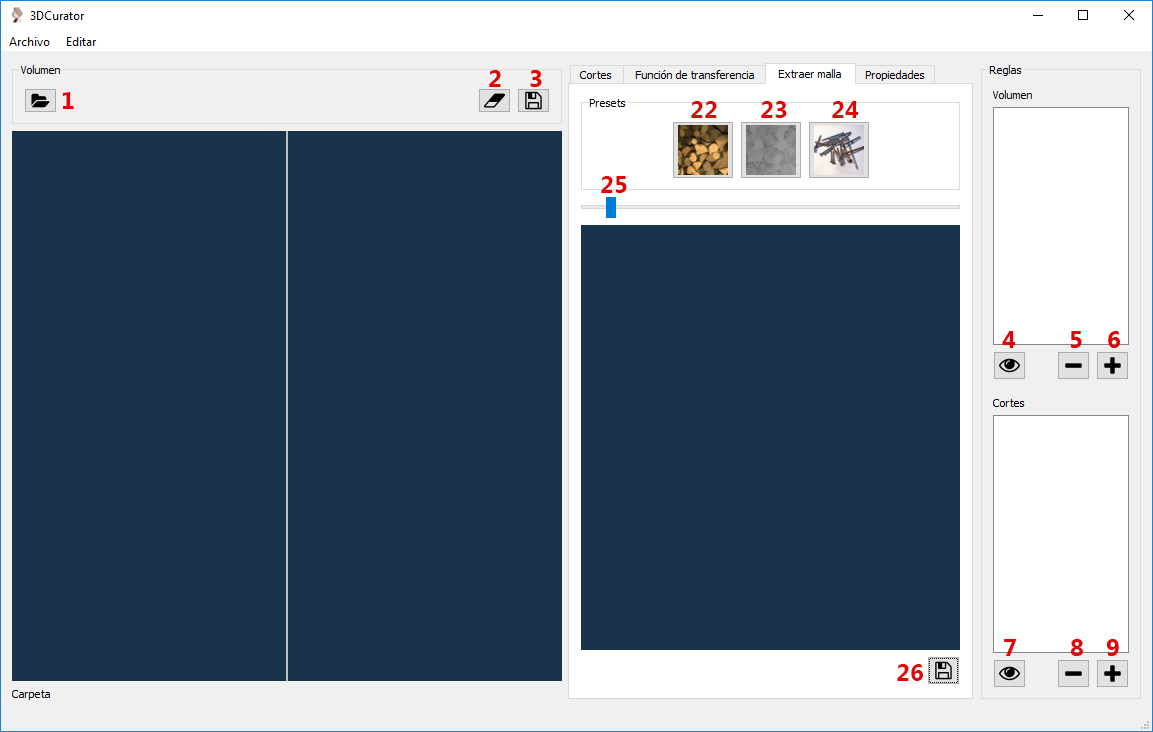 3DCurator
Archivo Editar
Volumen
1
2
3
Cortes
Función de transferencia
Extraer malla
Propiedades
Presets
22
23
24
25
26
Reglas
Volumen
4
5
6
Cortes
7
8
9
Carpeta